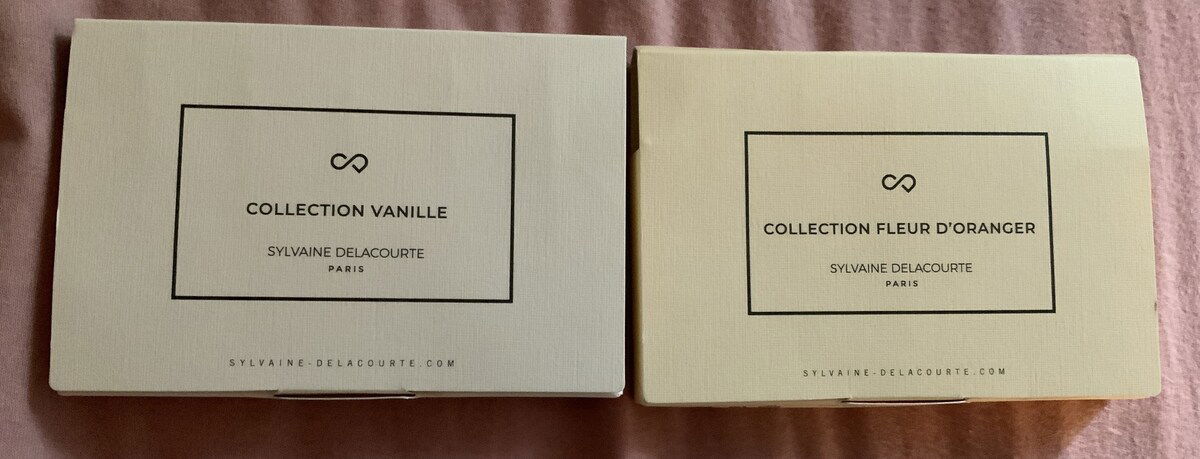 COLLECTION VANILLE
SYLVAINE DELACOURTE
PARIS
SYLVAINE-DELACOURTE.COM
COLLECTION FLEUR D'ORANGER
SYLVAINE DELACOURTE
PARIS
SYLVAINE-DELACOURTE.COM